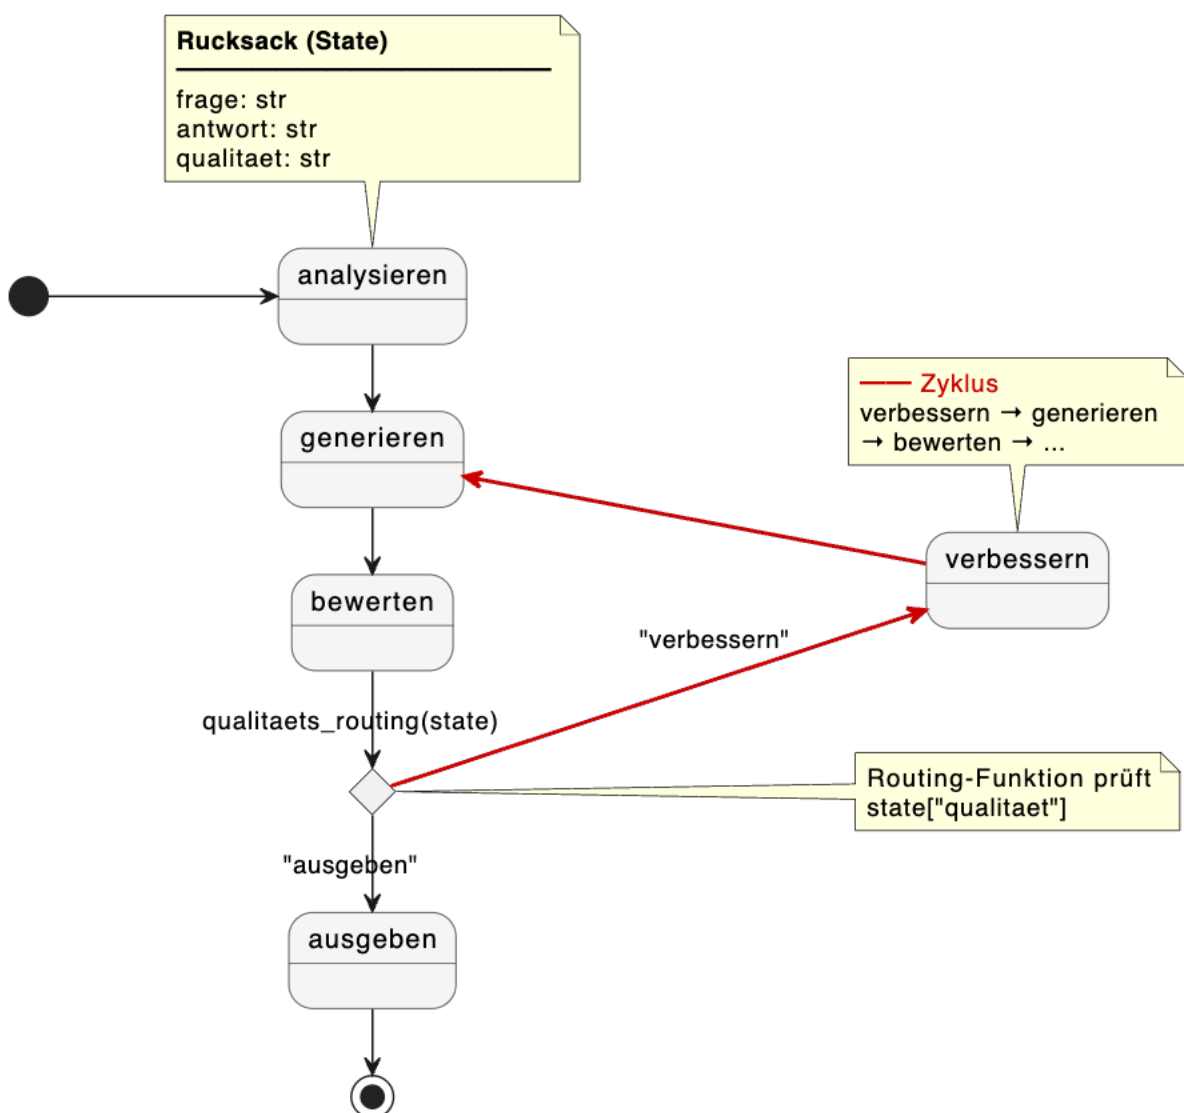 Rucksack (State)
frage: str
antwort: str
qualitaet: str
analysieren
generieren
Zyklus
verbessern → generieren
→ bewerten → ...
verbessern
bewerten
"verbessern"
qualitaets_routing(state)
Routing-Funktion prüft
state["qualitaet"]
"ausgeben"
ausgeben